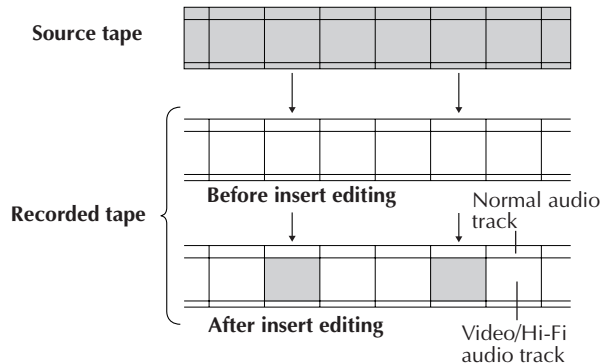 Source tape
Before insert editing
Recorded tape
Normal audio
track
After insert editing
Video/Hi-Fi
audio track